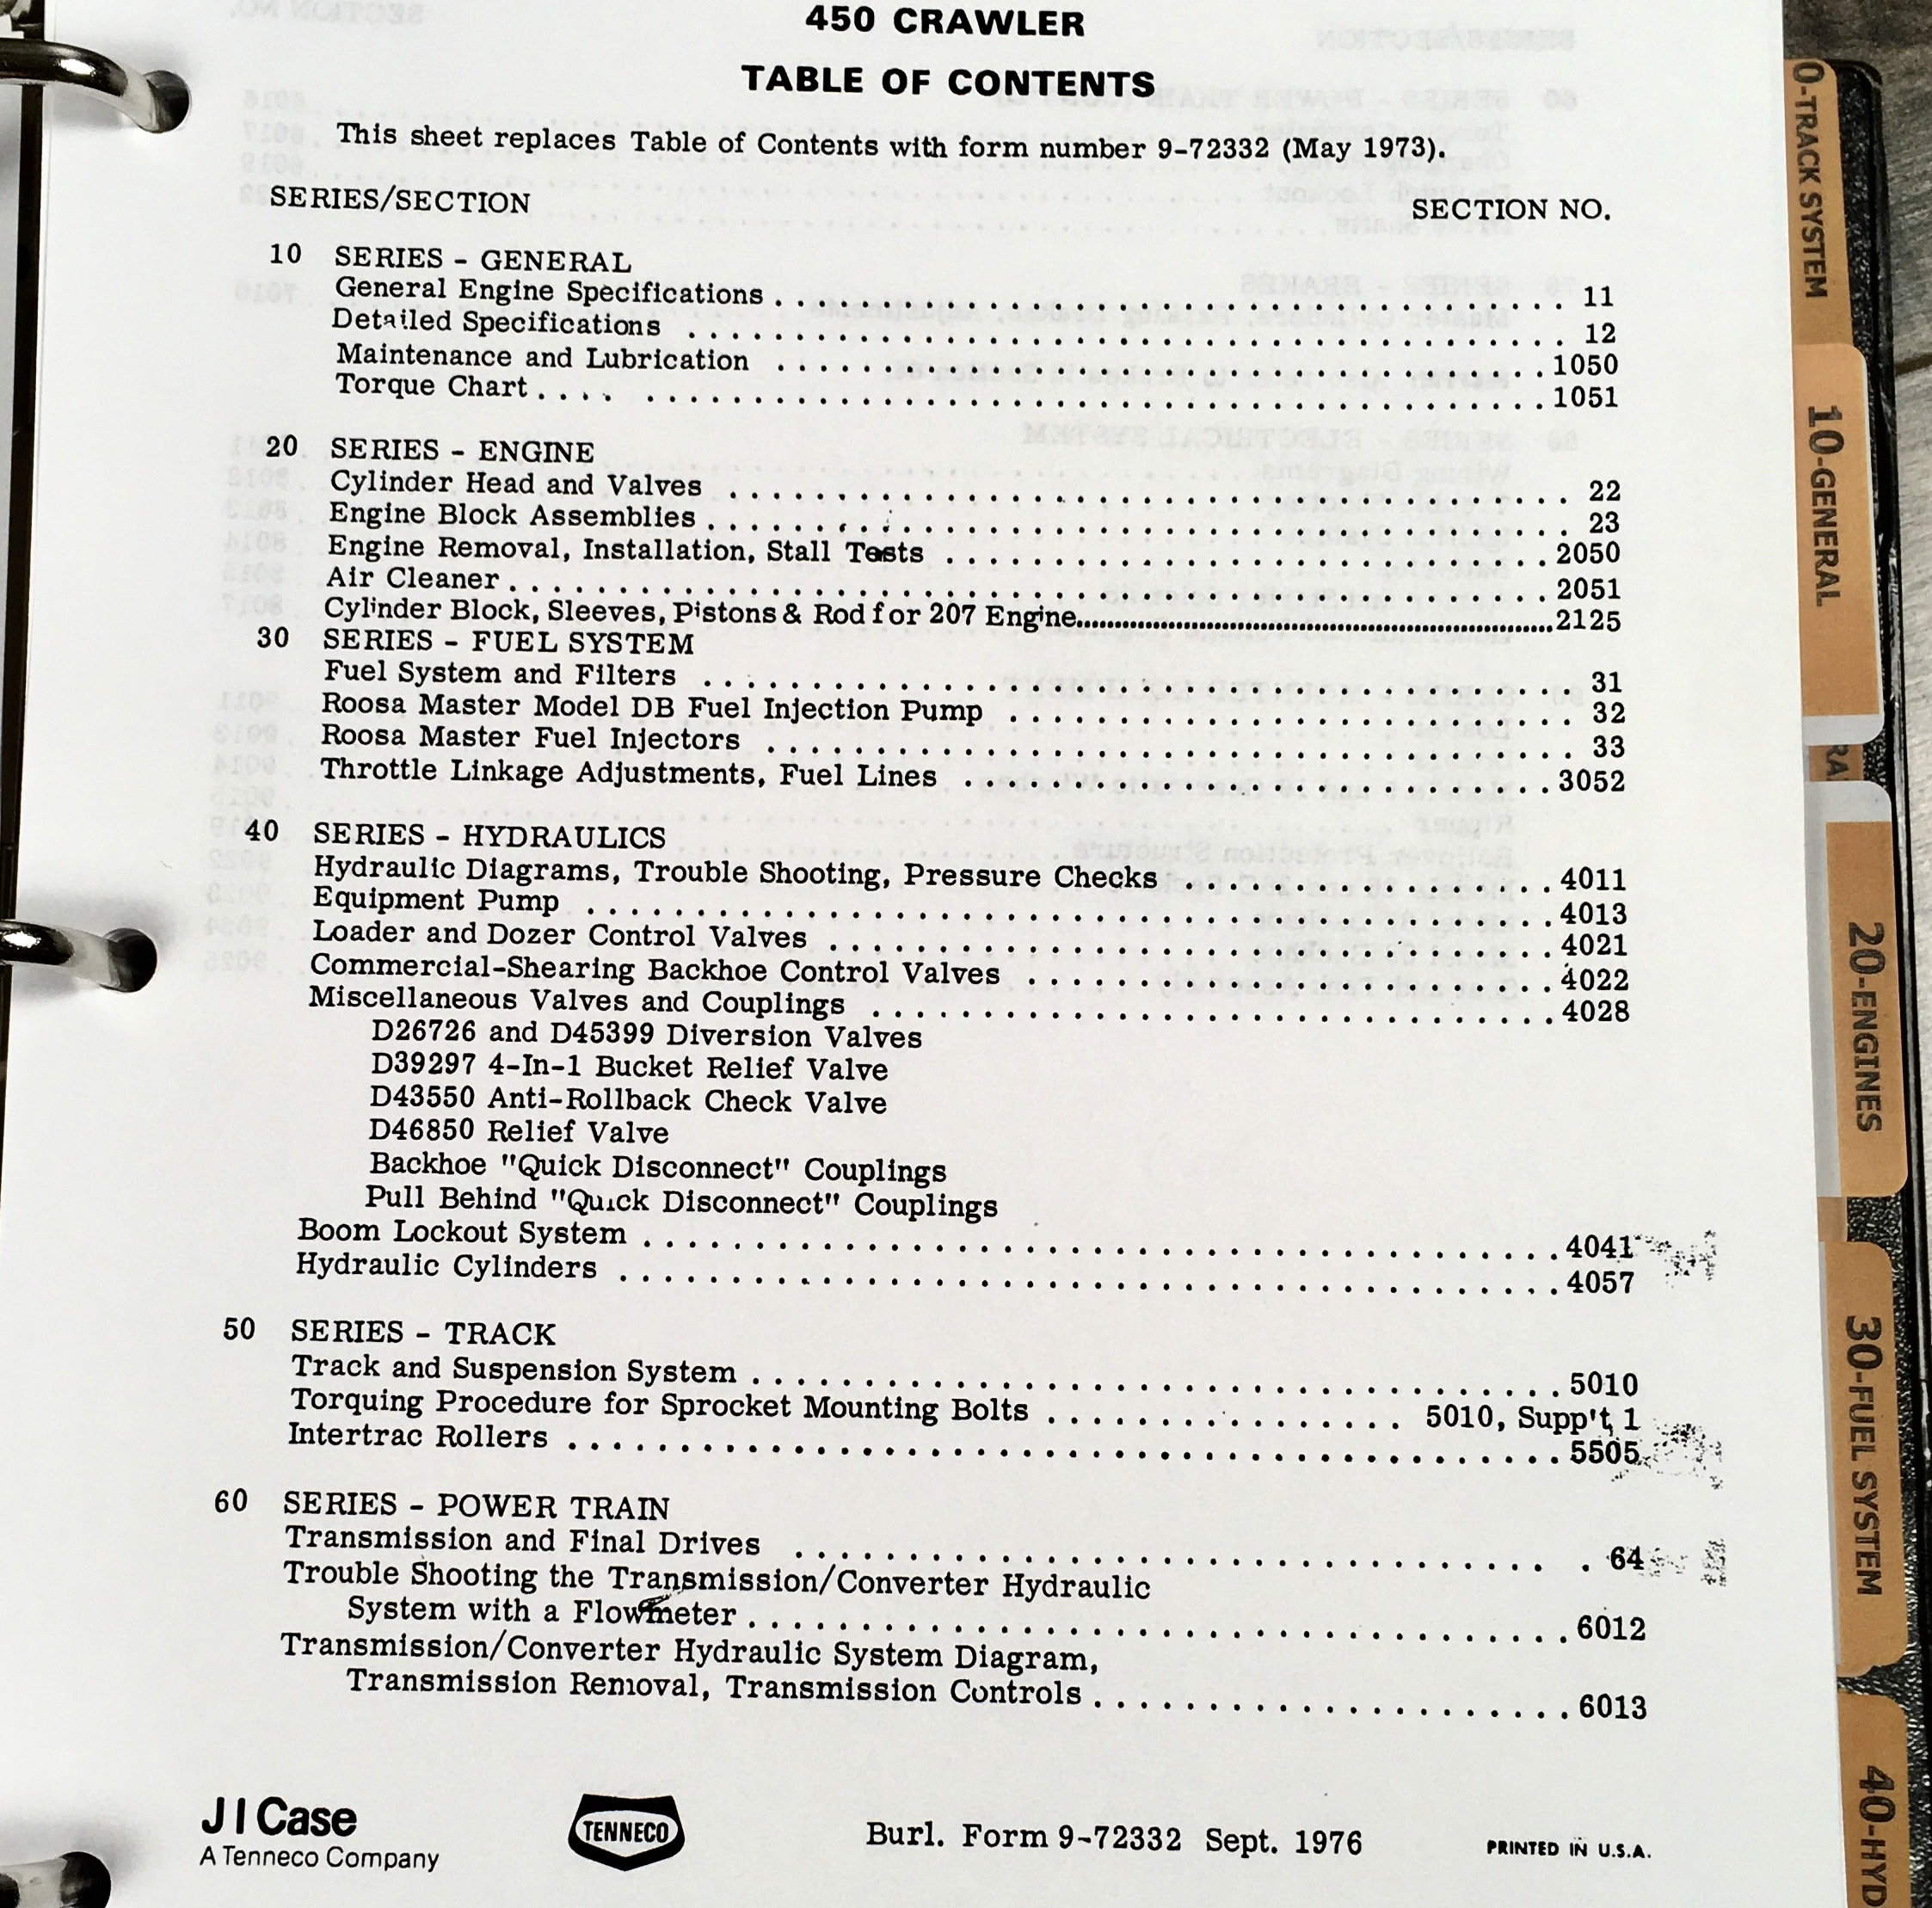 450 CRAWLER
TABLE OF CONTENTS
This sheet replaces Table of Contents with form number 9-72332 (May 1973).
SERIES/SECTION SECTION NO.
10 SERIES - GENERAL
General Engine Specifications . . . . . . . . . . . . . . . . . . . . . . . . . . . . 11
Detailed Specifications . . . . . . . . . . . . . . . . . . . . . . . . . . . . . . . 12
Maintenance and Lubrication . . . . . . . . . . . . . . . . . . . . . . . . . . . 1050
Torque Chart . . . . . . . . . . . . . . . . . . . . . . . . . . . . . . . . . . . . 1051
20 SERIES - ENGINE
Cylinder Head and Valves . . . . . . . . . . . . . . . . . . . . . . . . . . . . . . 22
Engine Block Assemblies . . . . . . . . . . . . . . . . . . . . . . . . . . . . . . . 23
Engine Removal, Installation, Stall Tests . . . . . . . . . . . . . . . . . . . . . . 2050
Air Cleaner . . . . . . . . . . . . . . . . . . . . . . . . . . . . . . . . . . . . . 2051
Cylinder Block, Sleeves, Pistons & Rod for 207 Engine........................................2125
30 SERIES - FUEL SYSTEM
Fuel System and Filters . . . . . . . . . . . . . . . . . . . . . . . . . . . . . . . 31
Roosa Master Model DB Fuel Injection Pump . . . . . . . . . . . . . . . . . . . . 32
Roosa Master Fuel Injectors . . . . . . . . . . . . . . . . . . . . . . . . . . . . . 33
Throttle Linkage Adjustments, Fuel Lines . . . . . . . . . . . . . . . . . . . . . 3052
40 SERIES - HYDRAULICS
Hydraulic Diagrams, Trouble Shooting, Pressure Checks . . . . . . . . . . . . . 4011
Equipment Pump . . . . . . . . . . . . . . . . . . . . . . . . . . . . . . . . . . 4013
Loader and Dozer Control Valves . . . . . . . . . . . . . . . . . . . . . . . . . . 4021
Commercial-Shearing Backhoe Control Valves . . . . . . . . . . . . . . . . . . . 4022
Miscellaneous Valves and Couplings . . . . . . . . . . . . . . . . . . . . . . . . 4028
D26726 and D45399 Diversion Valves
D39297 4-In-1 Bucket Relief Valve
D43550 Anti-Rollback Check Valve
D46850 Relief Valve
Backhoe "Quick Disconnect" Couplings
Pull Behind "Quick Disconnect" Couplings
Boom Lockout System . . . . . . . . . . . . . . . . . . . . . . . . . . . . . . . . 4041
Hydraulic Cylinders . . . . . . . . . . . . . . . . . . . . . . . . . . . . . . . . . 4057
50 SERIES - TRACK
Track and Suspension System . . . . . . . . . . . . . . . . . . . . . . . . . . . . 5010
Torquing Procedure for Sprocket Mounting Bolts . . . . . . . . . . . . . 5010, Supp't 1
Intertrac Rollers . . . . . . . . . . . . . . . . . . . . . . . . . . . . . . . . . . . 5505
60 SERIES - POWER TRAIN
Transmission and Final Drives . . . . . . . . . . . . . . . . . . . . . . . . . . . . 64
Trouble Shooting the Transmission/Converter Hydraulic
System with a Flowmeter . . . . . . . . . . . . . . . . . . . . . . . . . . . . . 6012
Transmission/Converter Hydraulic System Diagram,
Transmission Removal, Transmission Controls . . . . . . . . . . . . . . . . . 6013
J I Case
A Tenneco Company
TENNECO
Burl. Form 9-72332 Sept. 1976
PRINTED IN U.S.A.
0-TRACK SYSTEM
10-GENERAL
RA
20-ENGINES
30-FUEL SYSTEM
40-HYD